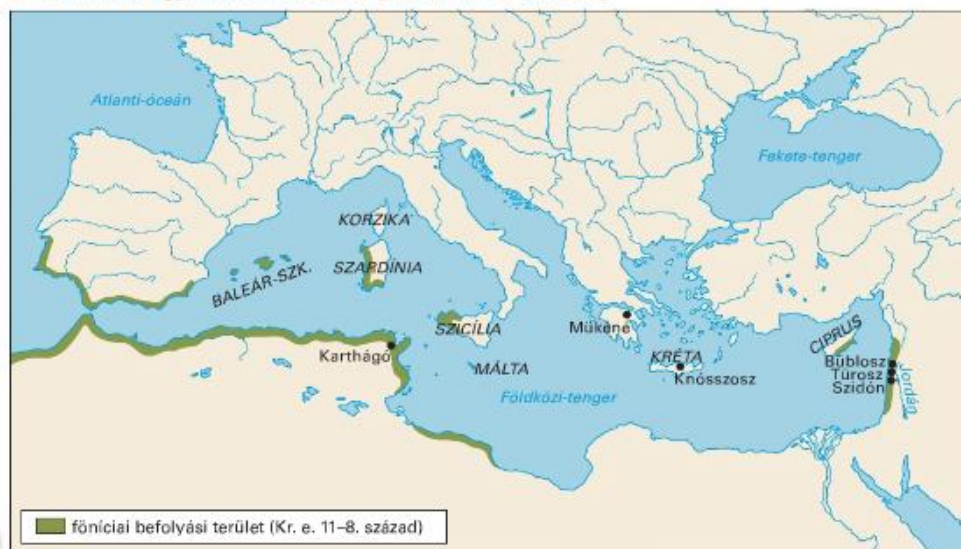 Atlanti-óceán
Fekete-tenger
KORZIKA
SZARDÍNIA
BALEÁR-SZK.
SZICÍLIA
Mükéné
CIPRUS
Karthágó
MÁLTA
KRÉTA
Knósszosz
Büblosz
Türosz
Szidón
Jordán
Földközi-tenger
föníciai befolyási terület (Kr. e. 11–8. század)